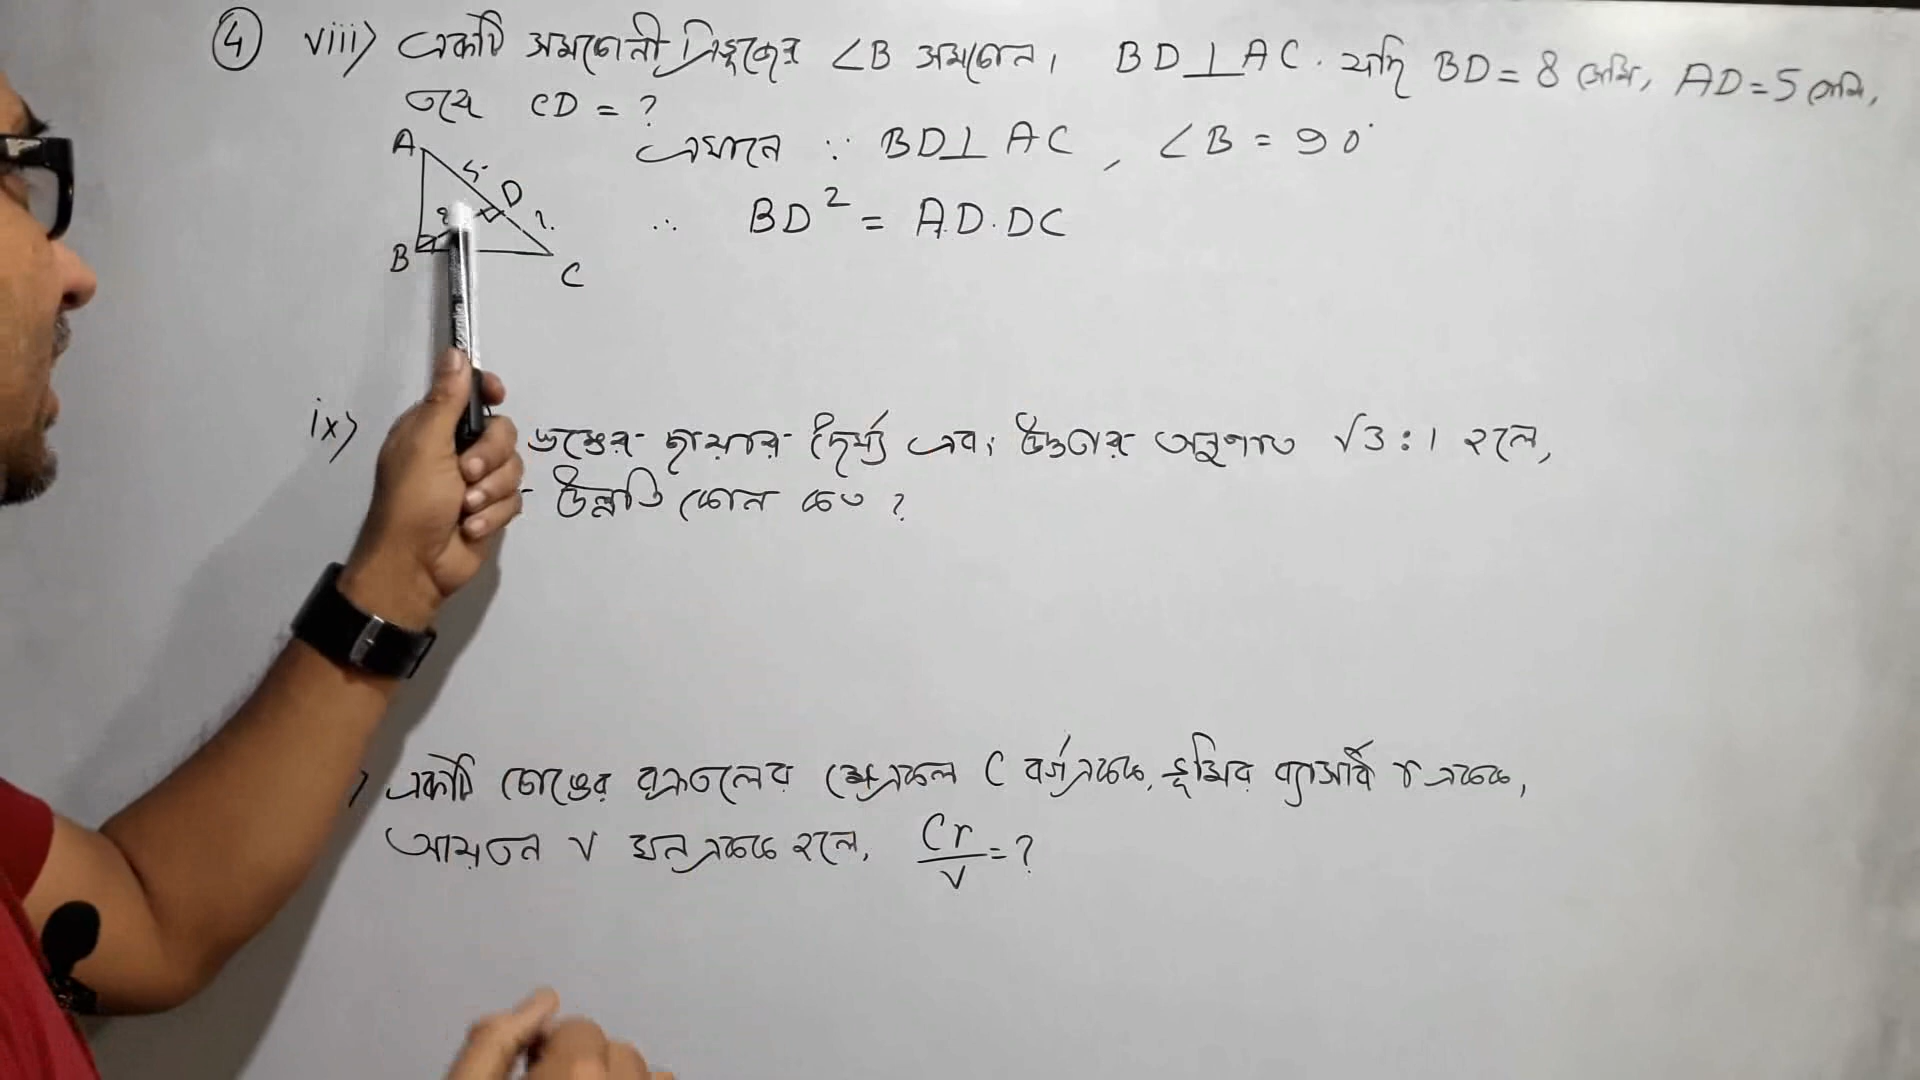 ④ viii) একটি সমকোণী ত্রিভুজের ∠B সমকোণ। BD⊥AC. যদি BD = 8 সেমি, AD = 5 সেমি,
তবে CD = ?
এখানে ∵ BD⊥AC, ∠B = 90°
∴ BD² = AD.DC
A
5
D
8
?
B
C
ix) স্তম্ভের ছায়ার দৈর্ঘ্য এবং উচ্চতার অনুপাত √3 : 1 হলে,
উন্নতি কোন কত ?
) একটি চোঙের বক্রতলের ক্ষেত্রফল C বর্গএকক, ভূমির ব্যাসার্ধ r একক,
আয়তন V ঘনএকক হলে, Cr/V = ?